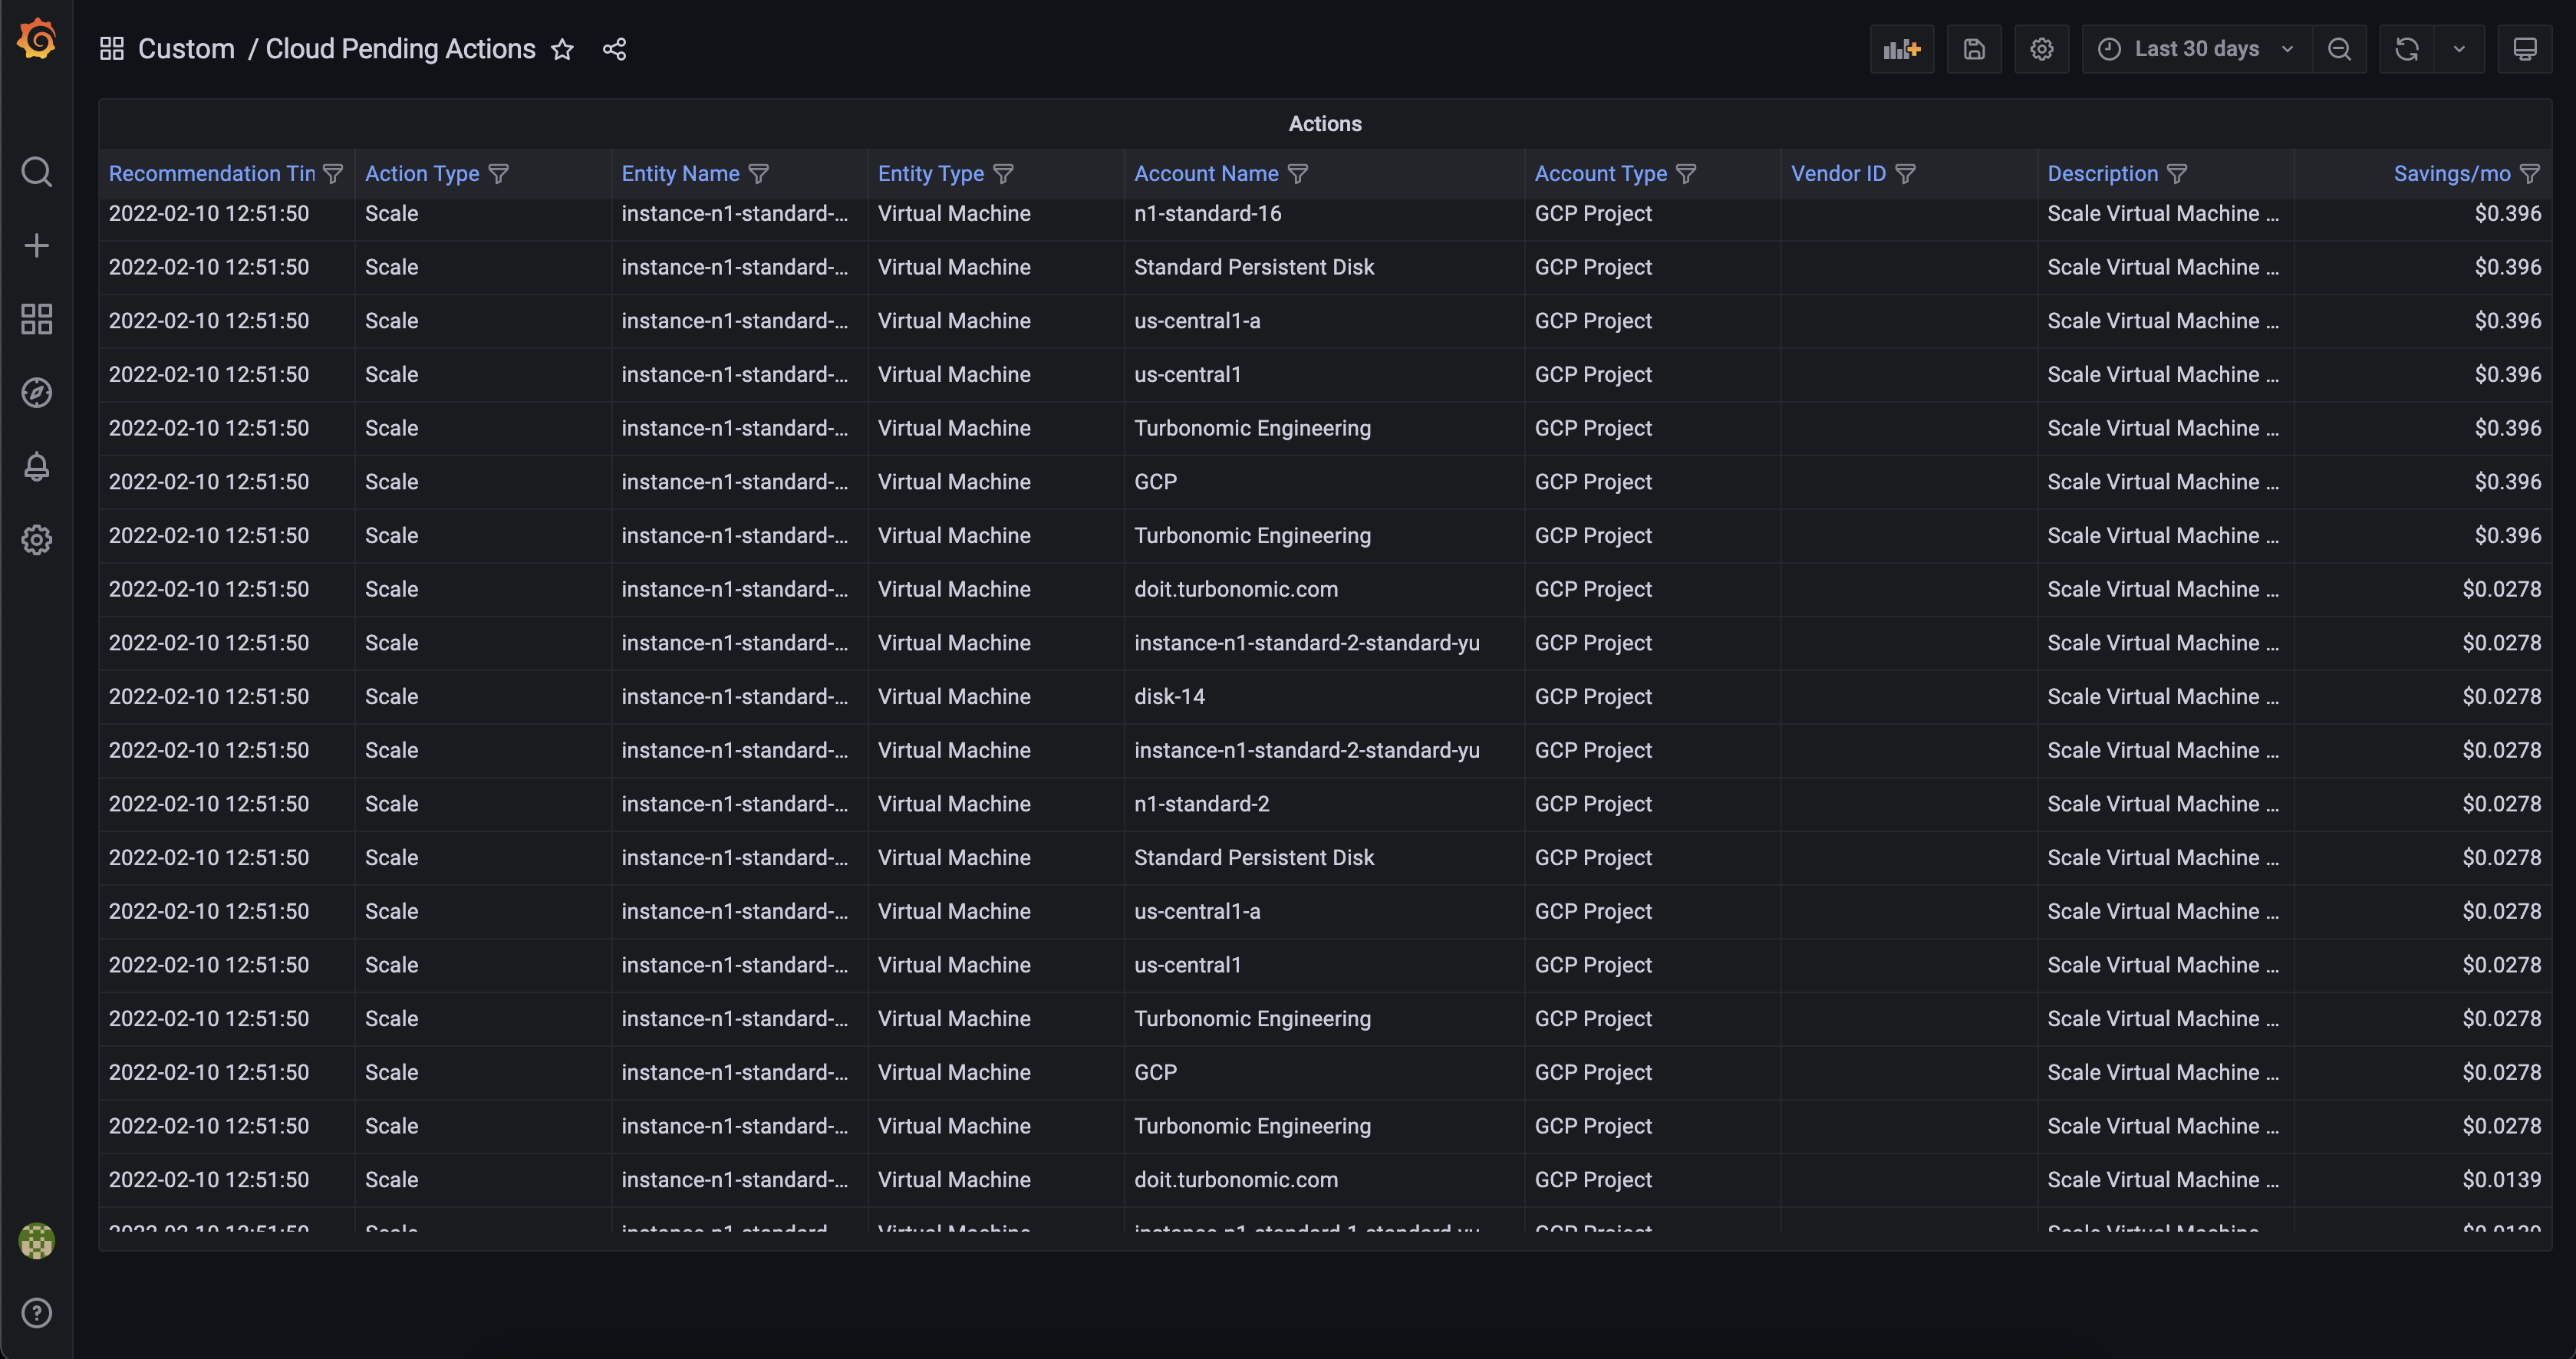 Custom / Cloud Pending Actions
Last 30 days
Actions
Recommendation Tin Action Type Entity Name Entity Type Account Name Account Type Vendor ID Description Savings/mo
2022-02-10 12:51:50 Scale instance-n1-standard-... Virtual Machine n1-standard-16 GCP Project Scale Virtual Machine ... $0.396
2022-02-10 12:51:50 Scale instance-n1-standard-... Virtual Machine Standard Persistent Disk GCP Project Scale Virtual Machine ... $0.396
2022-02-10 12:51:50 Scale instance-n1-standard-... Virtual Machine us-central1-a GCP Project Scale Virtual Machine ... $0.396
2022-02-10 12:51:50 Scale instance-n1-standard-... Virtual Machine us-central1 GCP Project Scale Virtual Machine ... $0.396
2022-02-10 12:51:50 Scale instance-n1-standard-... Virtual Machine Turbonomic Engineering GCP Project Scale Virtual Machine ... $0.396
2022-02-10 12:51:50 Scale instance-n1-standard-... Virtual Machine GCP GCP Project Scale Virtual Machine ... $0.396
2022-02-10 12:51:50 Scale instance-n1-standard-... Virtual Machine Turbonomic Engineering GCP Project Scale Virtual Machine ... $0.396
2022-02-10 12:51:50 Scale instance-n1-standard-... Virtual Machine doit.turbonomic.com GCP Project Scale Virtual Machine ... $0.0278
2022-02-10 12:51:50 Scale instance-n1-standard-... Virtual Machine instance-n1-standard-2-standard-yu GCP Project Scale Virtual Machine ... $0.0278
2022-02-10 12:51:50 Scale instance-n1-standard-... Virtual Machine disk-14 GCP Project Scale Virtual Machine ... $0.0278
2022-02-10 12:51:50 Scale instance-n1-standard-... Virtual Machine instance-n1-standard-2-standard-yu GCP Project Scale Virtual Machine ... $0.0278
2022-02-10 12:51:50 Scale instance-n1-standard-... Virtual Machine n1-standard-2 GCP Project Scale Virtual Machine ... $0.0278
2022-02-10 12:51:50 Scale instance-n1-standard-... Virtual Machine Standard Persistent Disk GCP Project Scale Virtual Machine ... $0.0278
2022-02-10 12:51:50 Scale instance-n1-standard-... Virtual Machine us-central1-a GCP Project Scale Virtual Machine ... $0.0278
2022-02-10 12:51:50 Scale instance-n1-standard-... Virtual Machine us-central1 GCP Project Scale Virtual Machine ... $0.0278
2022-02-10 12:51:50 Scale instance-n1-standard-... Virtual Machine Turbonomic Engineering GCP Project Scale Virtual Machine ... $0.0278
2022-02-10 12:51:50 Scale instance-n1-standard-... Virtual Machine GCP GCP Project Scale Virtual Machine ... $0.0278
2022-02-10 12:51:50 Scale instance-n1-standard-... Virtual Machine Turbonomic Engineering GCP Project Scale Virtual Machine ... $0.0278
2022-02-10 12:51:50 Scale instance-n1-standard-... Virtual Machine doit.turbonomic.com GCP Project Scale Virtual Machine ... $0.0139